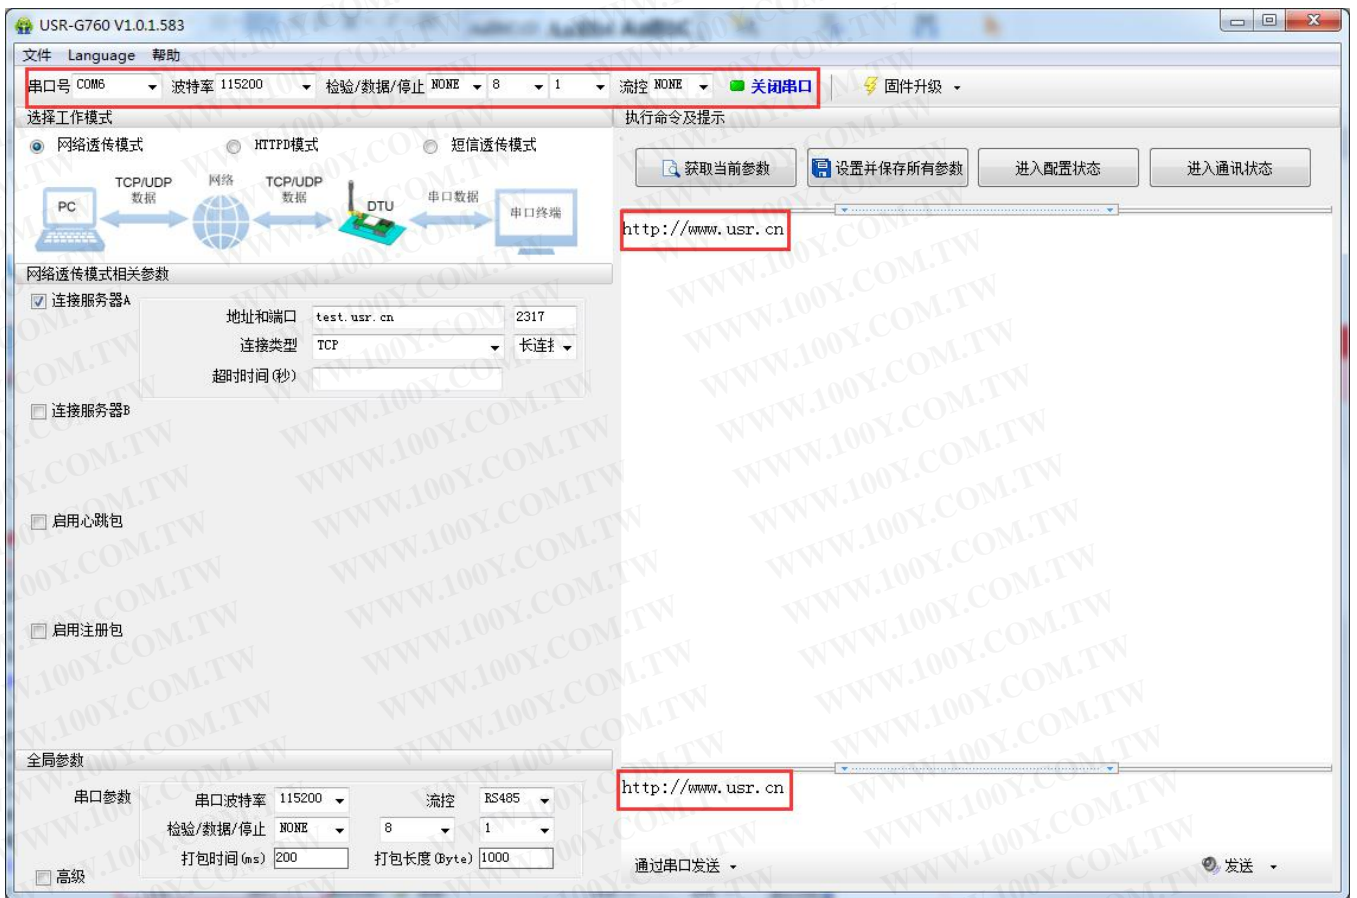 USR-G760 V1.0.1.583
文件 Language 帮助
串口号 COM6 波特率 115200 检验/数据/停止 NONE 8 1 流控 NONE 关闭串口 固件升级
选择工作模式
网络透传模式 HTTPD模式 短信透传模式
TCP/UDP 数据 网络 TCP/UDP 数据 串口数据
PC DTU 串口终端
网络透传模式相关参数
连接服务器A
地址和端口 test.usr.cn 2317
连接类型 TCP 长连接
超时时间(秒)
连接服务器B
启用心跳包
启用注册包
全局参数
串口参数 串口波特率 115200 流控 RS485
检验/数据/停止 NONE 8 1
打包时间(ms) 200 打包长度(Byte) 1000
高级
执行命令及提示
获取当前参数 设置并保存所有参数 进入配置状态 进入通讯状态
http://www.usr.cn
http://www.usr.cn
通过串口发送 发送
WWW.100Y.COM.TW